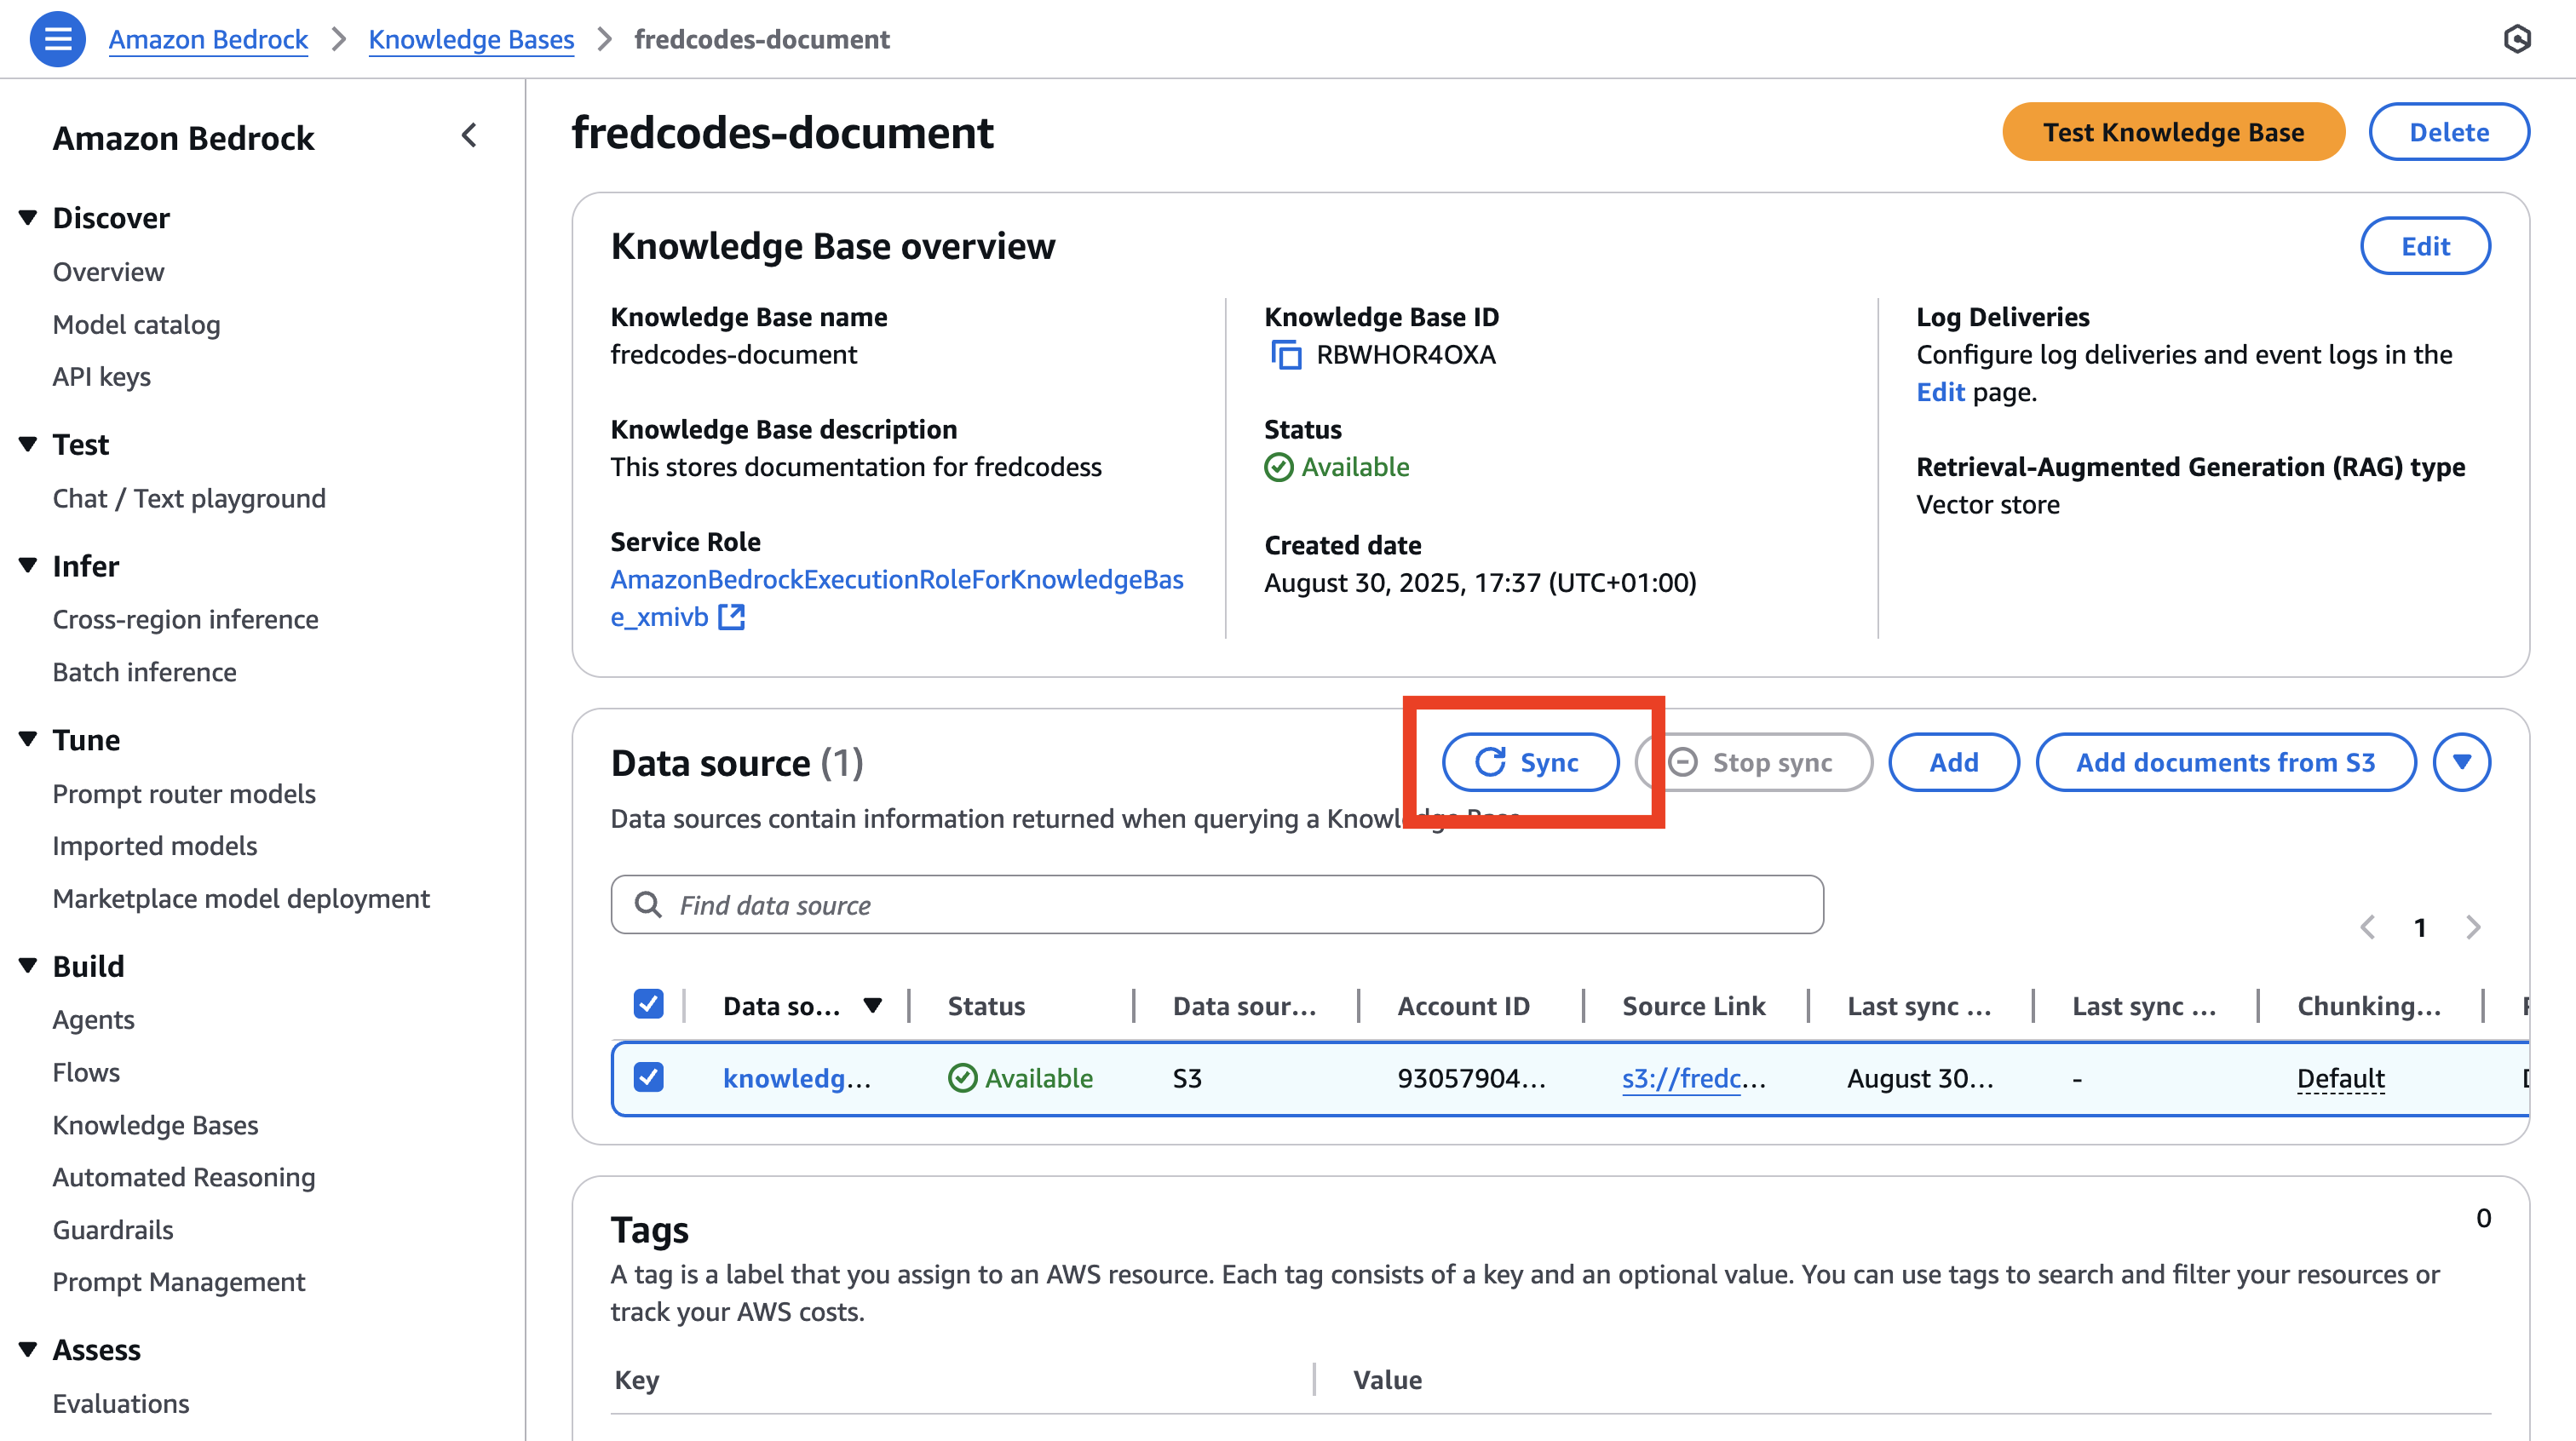 Amazon Bedrock > Knowledge Bases > fredcodes-document
Amazon Bedrock
Discover
Overview
Model catalog
API keys
Test
Chat / Text playground
Infer
Cross-region inference
Batch inference
Tune
Prompt router models
Imported models
Marketplace model deployment
Build
Agents
Flows
Knowledge Bases
Automated Reasoning
Guardrails
Prompt Management
Assess
Evaluations
fredcodes-document
Test Knowledge Base
Delete
Knowledge Base overview
Edit
Knowledge Base name
fredcodes-document
Knowledge Base description
This stores documentation for fredcodess
Service Role
AmazonBedrockExecutionRoleForKnowledgeBas
e_xmivb
Knowledge Base ID
RBWHOR4OXA
Status
Available
Created date
August 30, 2025, 17:37 (UTC+01:00)
Log Deliveries
Configure log deliveries and event logs in the
Edit page.
Retrieval-Augmented Generation (RAG) type
Vector store
Data source (1)
Sync
Stop sync
Add
Add documents from S3
Data sources contain information returned when querying a Knowledge Base.
Find data source
1
Data so... Status Data sour... Account ID Source Link Last sync ... Last sync ... Chunking...
knowledg... Available S3 93057904... s3://fredc... August 30... - Default
Tags
0
A tag is a label that you assign to an AWS resource. Each tag consists of a key and an optional value. You can use tags to search and filter your resources or
track your AWS costs.
Key Value